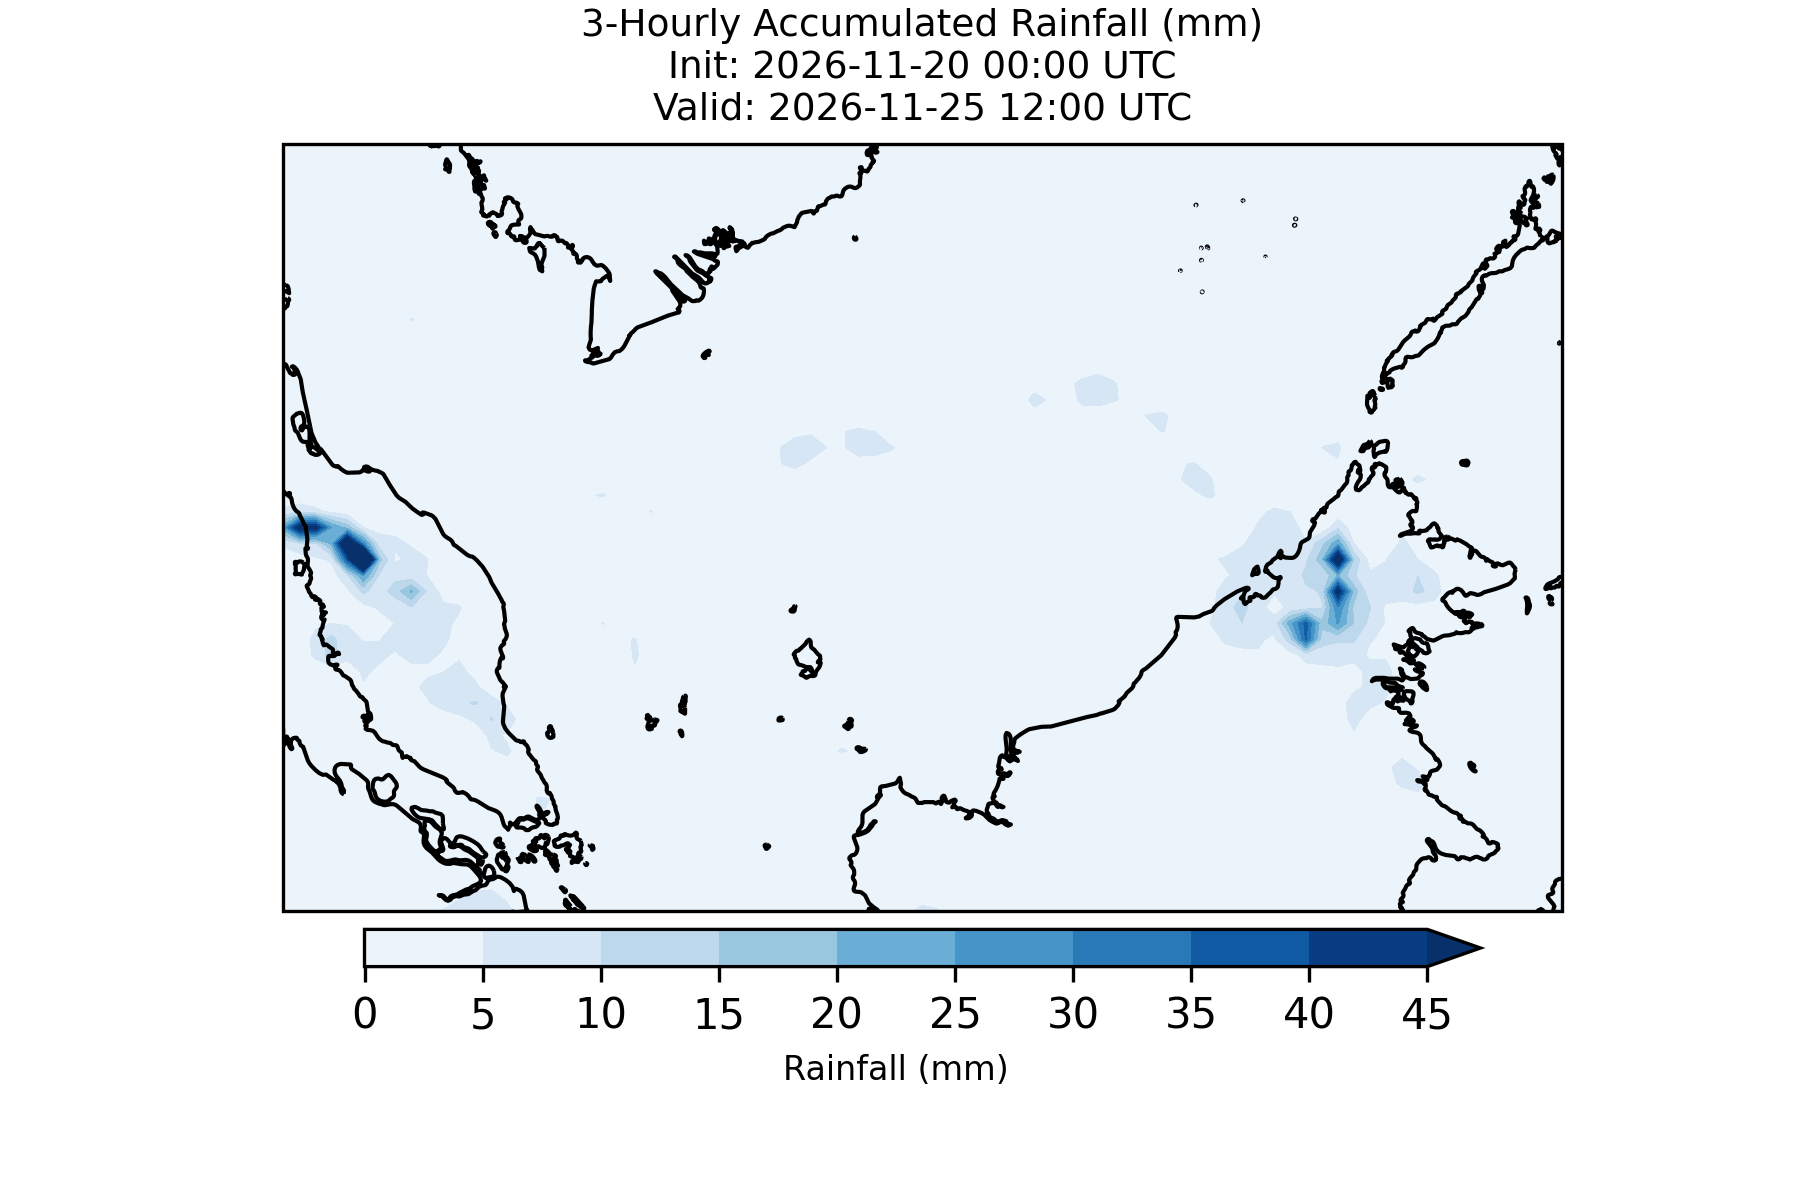 3-Hourly Accumulated Rainfall (mm)
Init: 2026-11-20 00:00 UTC
Valid: 2026-11-25 12:00 UTC
0 5 10 15 20 25 30 35 40 45
Rainfall (mm)